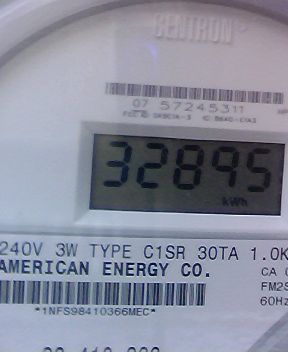 CENTRON®
07 57245311
32895
kWh
240V 3W TYPE C1SR 30TA 1.0K
AMERICAN ENERGY CO.
CA
FM2S
60Hz
*1NFS98410366MEC*